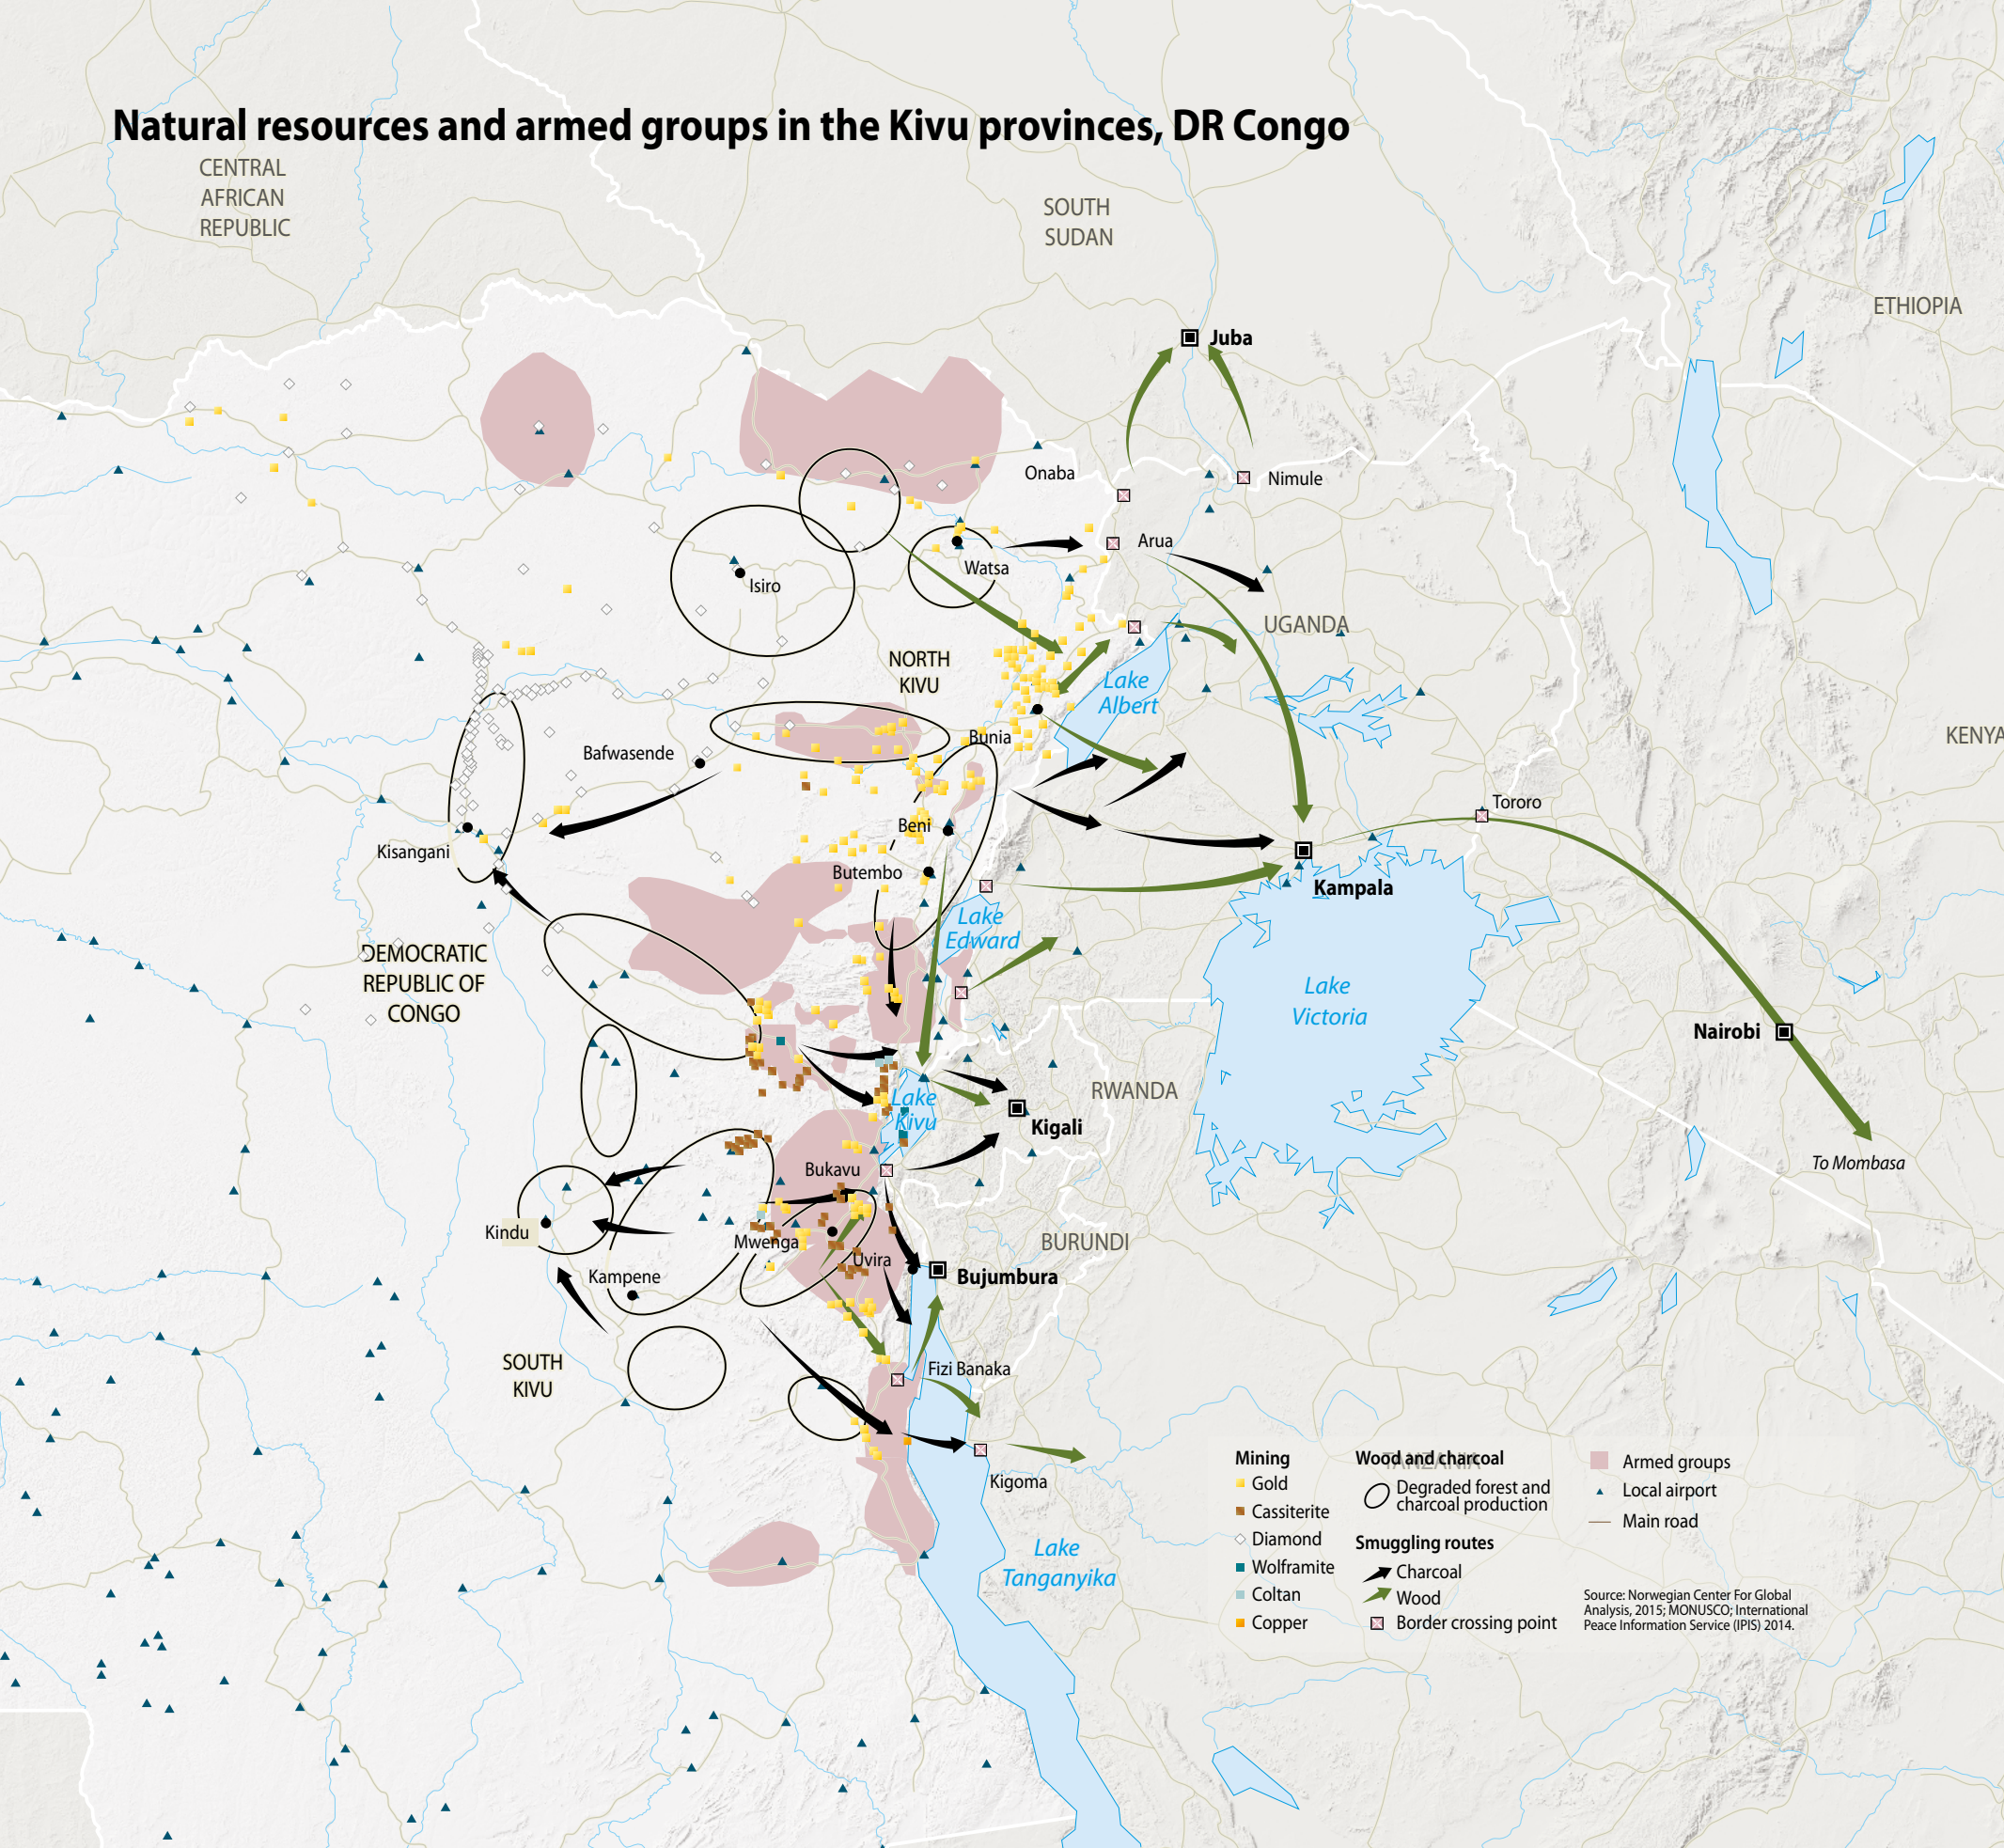 Natural resources and armed groups in the Kivu provinces, DR Congo
CENTRAL
AFRICAN
REPUBLIC
SOUTH
SUDAN
ETHIOPIA
Juba
Onaba
Nimule
Arua
Watsa
Isiro
UGANDA
NORTH
KIVU
Lake
Albert
KENYA
Bunia
Bafwasende
Tororo
Beni
Kisangani
Butembo
Kampala
Lake
Edward
DEMOCRATIC
REPUBLIC OF
CONGO
Lake
Victoria
Nairobi
RWANDA
Lake
Kivu
Kigali
To Mombasa
Bukavu
Kindu
Mwenga
BURUNDI
Uvira
Kampene
Bujumbura
SOUTH
KIVU
Fizi Banaka
Kigoma
Lake
Tanganyika
TANZANIA
Mining
Gold
Cassiterite
Diamond
Wolframite
Coltan
Copper
Wood and charcoal
Degraded forest and
charcoal production
Smuggling routes
Charcoal
Wood
Border crossing point
Armed groups
Local airport
Main road
Source: Norwegian Center For Global
Analysis, 2015; MONUSCO; International
Peace Information Service (IPIS) 2014.